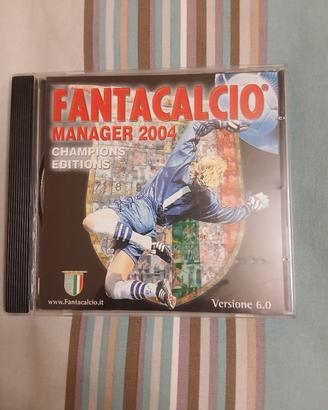 FANTACALCIO®
MANAGER 2004
CHAMPIONS
EDITIONS
www.Fantacalcio.it
Versione 6.0